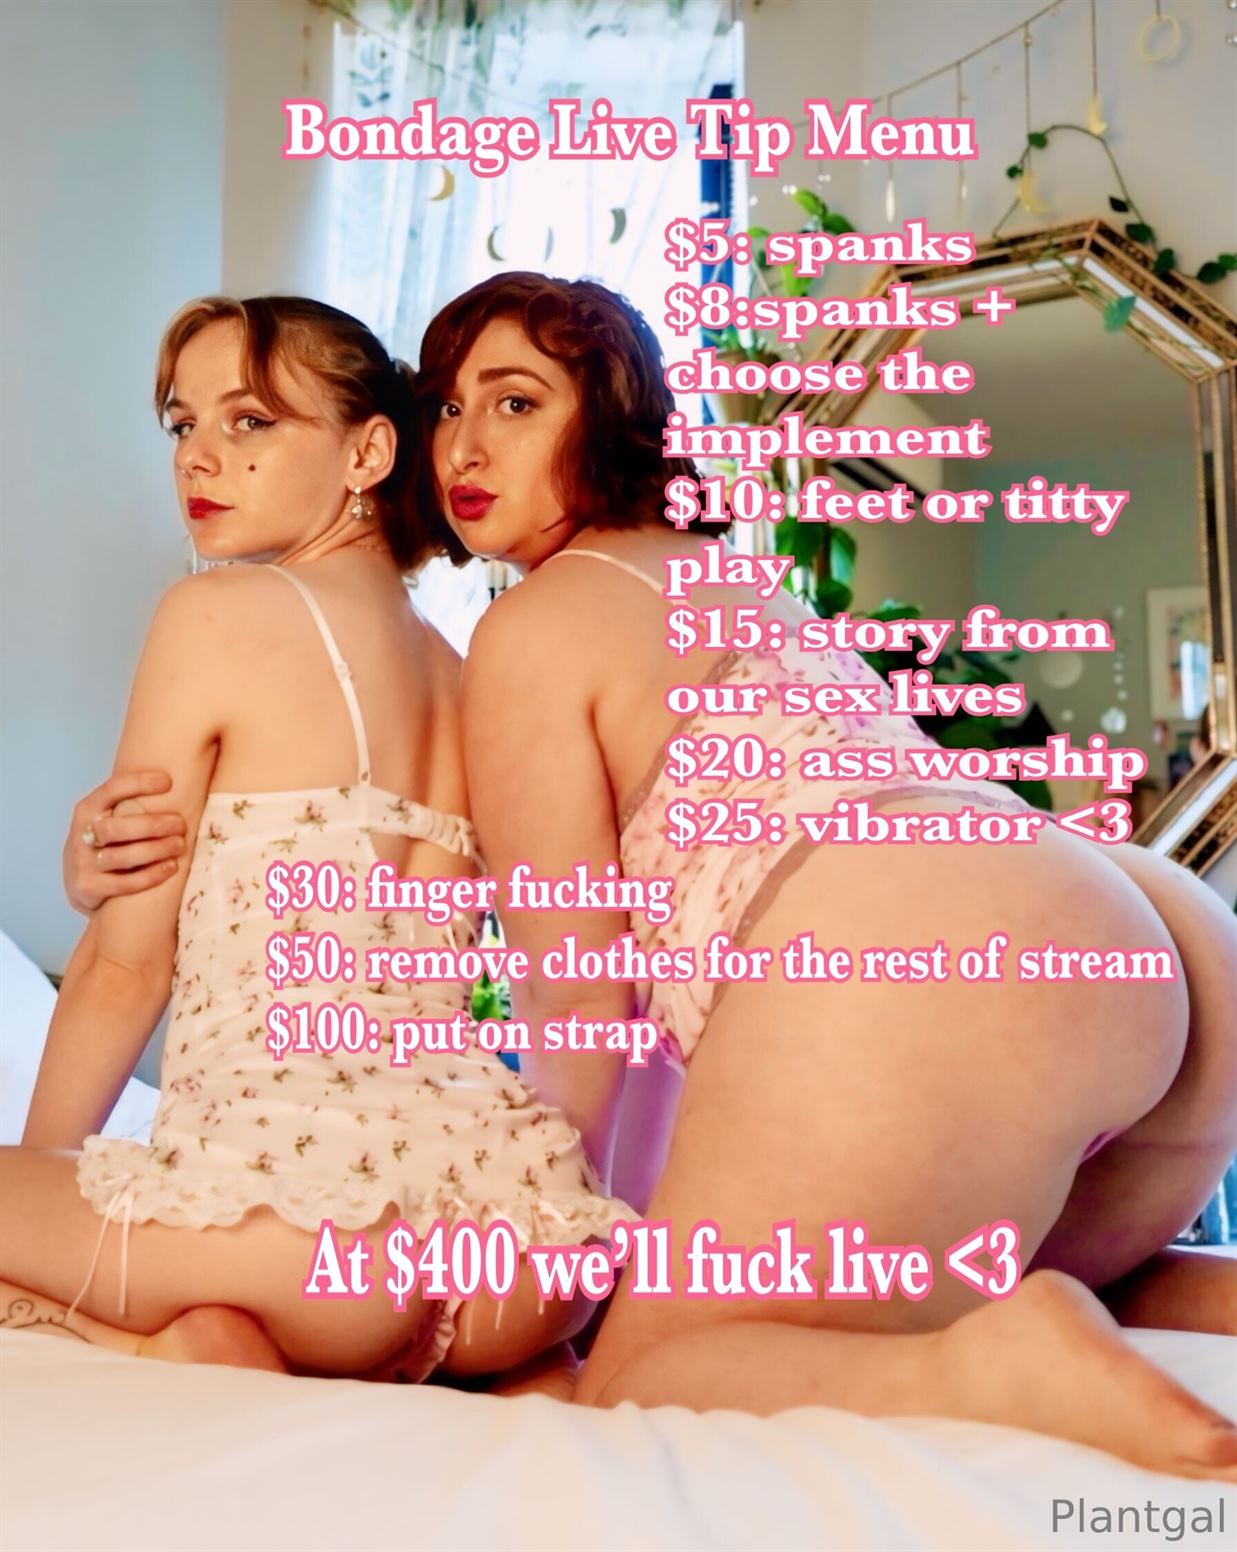 Bondage Live Tip Menu
$5: spanks
$8:spanks +
choose the
implement
$10: feet or titty
play
$15: story from
our sex lives
$20: ass worship
$25: vibrator <3
$30: finger fucking
$50: remove clothes for the rest of stream
$100: put on strap
At $400 we’ll fuck live <3
Plantgal